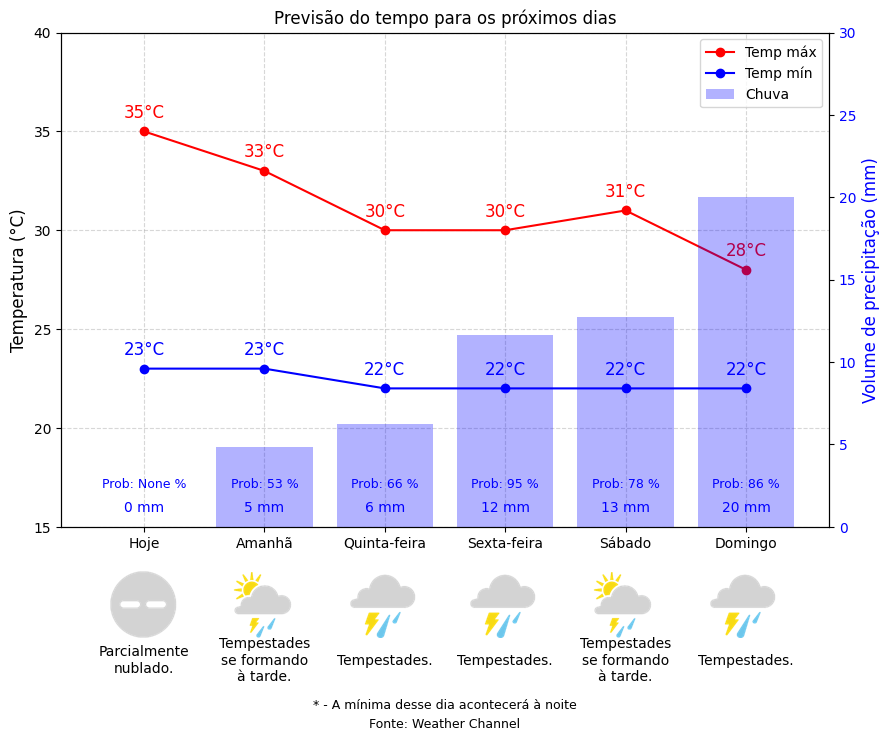 Previsão do tempo para os próximos dias
40
35
30
25
20
15
Temperatura (°C)
30
25
20
15
10
5
0
Volume de precipitação (mm)
Temp máx
Temp mín
Chuva
35°C
33°C
30°C
30°C
31°C
28°C
23°C
23°C
22°C
22°C
22°C
22°C
Prob: None %
Prob: 53 %
Prob: 66 %
Prob: 95 %
Prob: 78 %
Prob: 86 %
0 mm
5 mm
6 mm
12 mm
13 mm
20 mm
Hoje
Amanhã
Quinta-feira
Sexta-feira
Sábado
Domingo
Parcialmente
nublado.
Tempestades
se formando
à tarde.
Tempestades.
Tempestades.
Tempestades
se formando
à tarde.
Tempestades.
* - A mínima desse dia acontecerá à noite
Fonte: Weather Channel